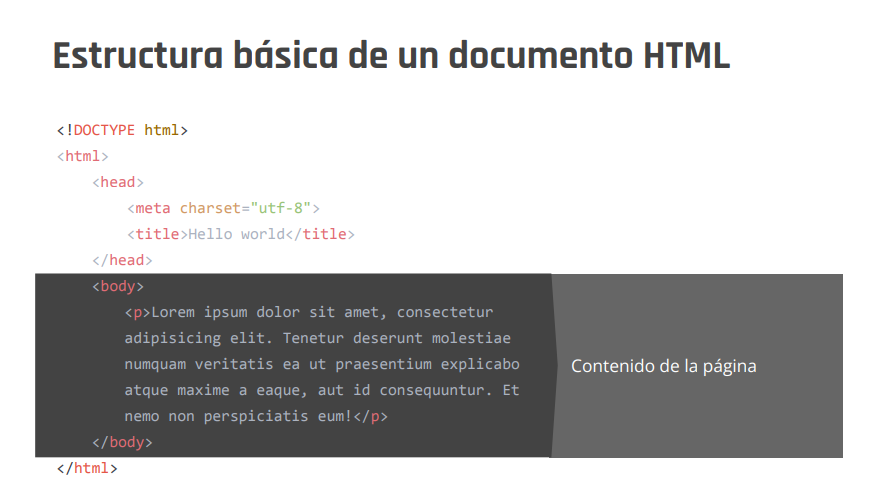 Estructura básica de un documento HTML
<!DOCTYPE html>
<html>
<head>
<meta charset="utf-8">
<title>Hello world</title>
</head>
<body>
<p>Lorem ipsum dolor sit amet, consectetur
adipisicing elit. Tenetur deserunt molestiae
numquam veritatis ea ut praesentium explicabo
atque maxime a eaque, aut id consequuntur. Et
nemo non perspiciatis eum!</p>
</body>
</html>
Contenido de la página